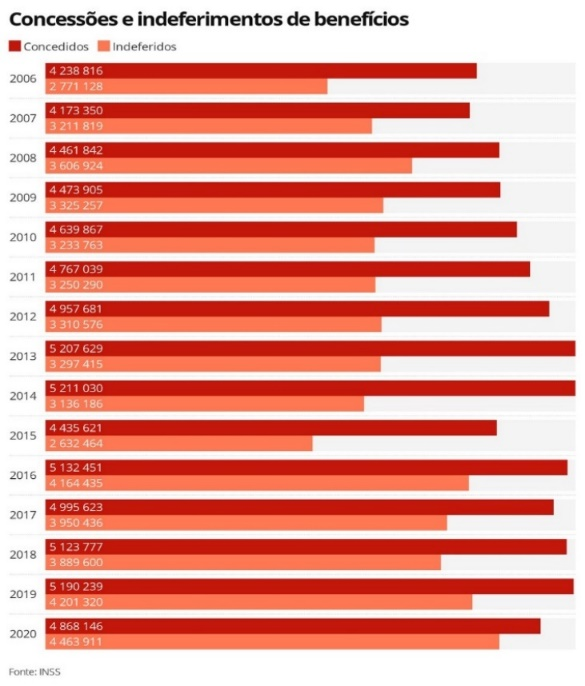 Concessões e indeferimentos de benefícios
Concedidos Indeferidos
2006
4 238 816
2 771 128
2007
4 173 350
3 211 819
2008
4 461 842
3 606 924
2009
4 473 905
3 325 257
2010
4 639 867
3 233 763
2011
4 767 039
3 250 290
2012
4 957 681
3 310 576
2013
5 207 629
3 297 415
2014
5 211 030
3 136 186
2015
4 435 621
2 632 464
2016
5 132 451
4 164 435
2017
4 995 623
3 950 436
2018
5 123 777
3 889 600
2019
5 190 239
4 201 320
2020
4 868 146
4 463 911
Fonte: INSS